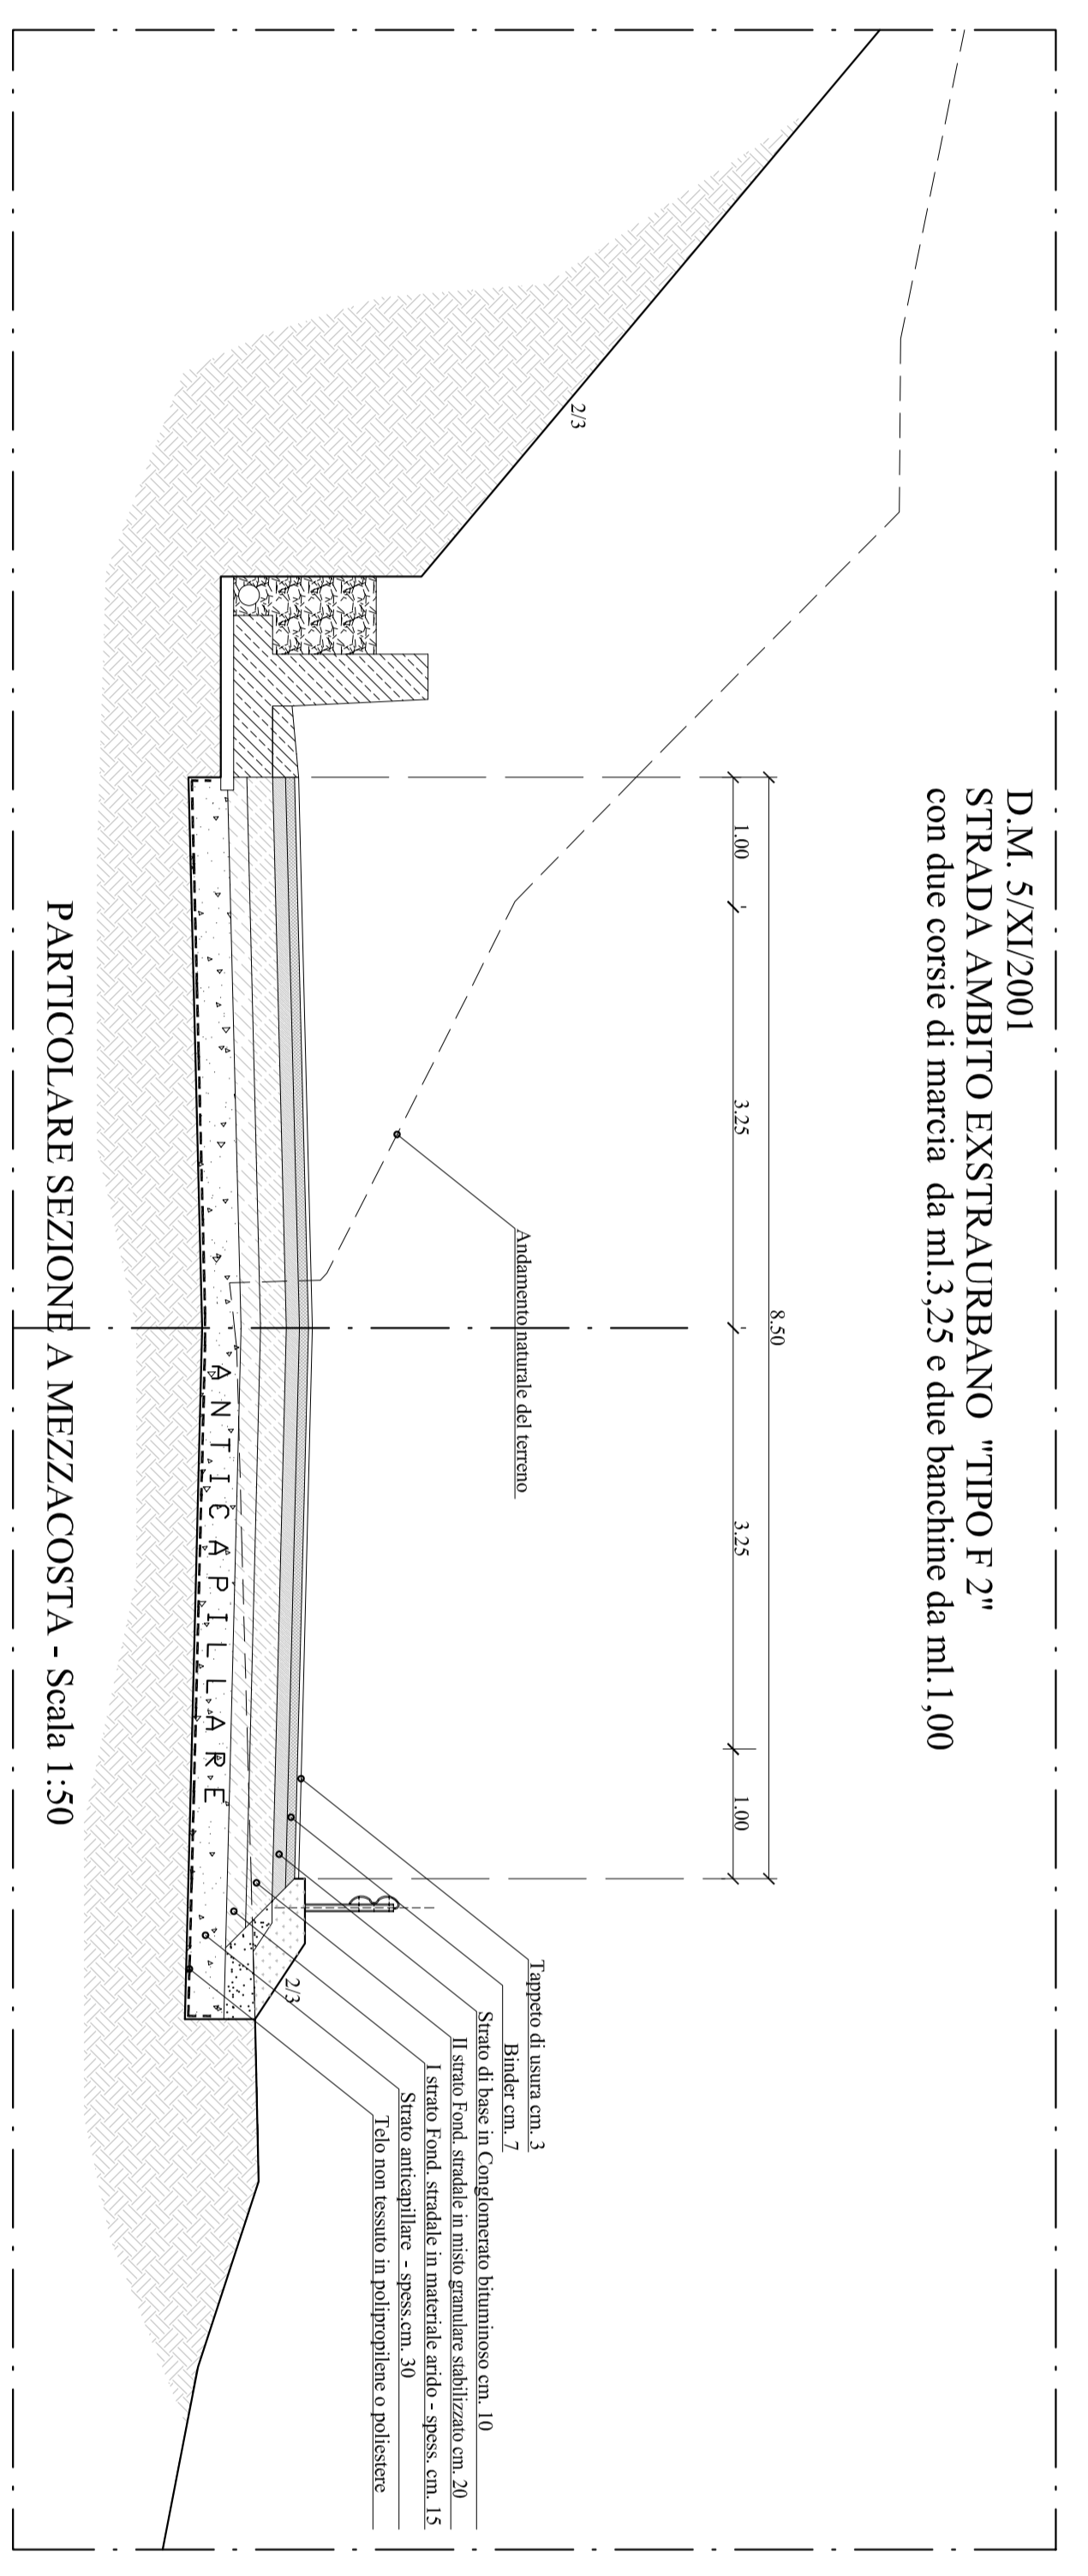 D.M. 5/XI/2001
STRADA AMBITO EXSTRAURBANO "TIPO F 2"
con due corsie di marcia da ml.3,25 e due banchine da ml.1,00
8.50
1.00
3.25
3.25
1.00
2/3
Andamento naturale del terreno
Tappeto di usura cm. 3
Binder cm. 7
Strato di base in Conglomerato bituminoso cm. 10
II strato Fond. stradale in misto granulare stabilizzato cm. 20
I strato Fond. stradale in materiale arido - spess. cm. 15
Strato anticapillare - spess.cm. 30
Telo non tessuto in polipropilene o poliestere
2/3
ANTICAPILLARE
PARTICOLARE SEZIONE A MEZZACOSTA - Scala 1:50